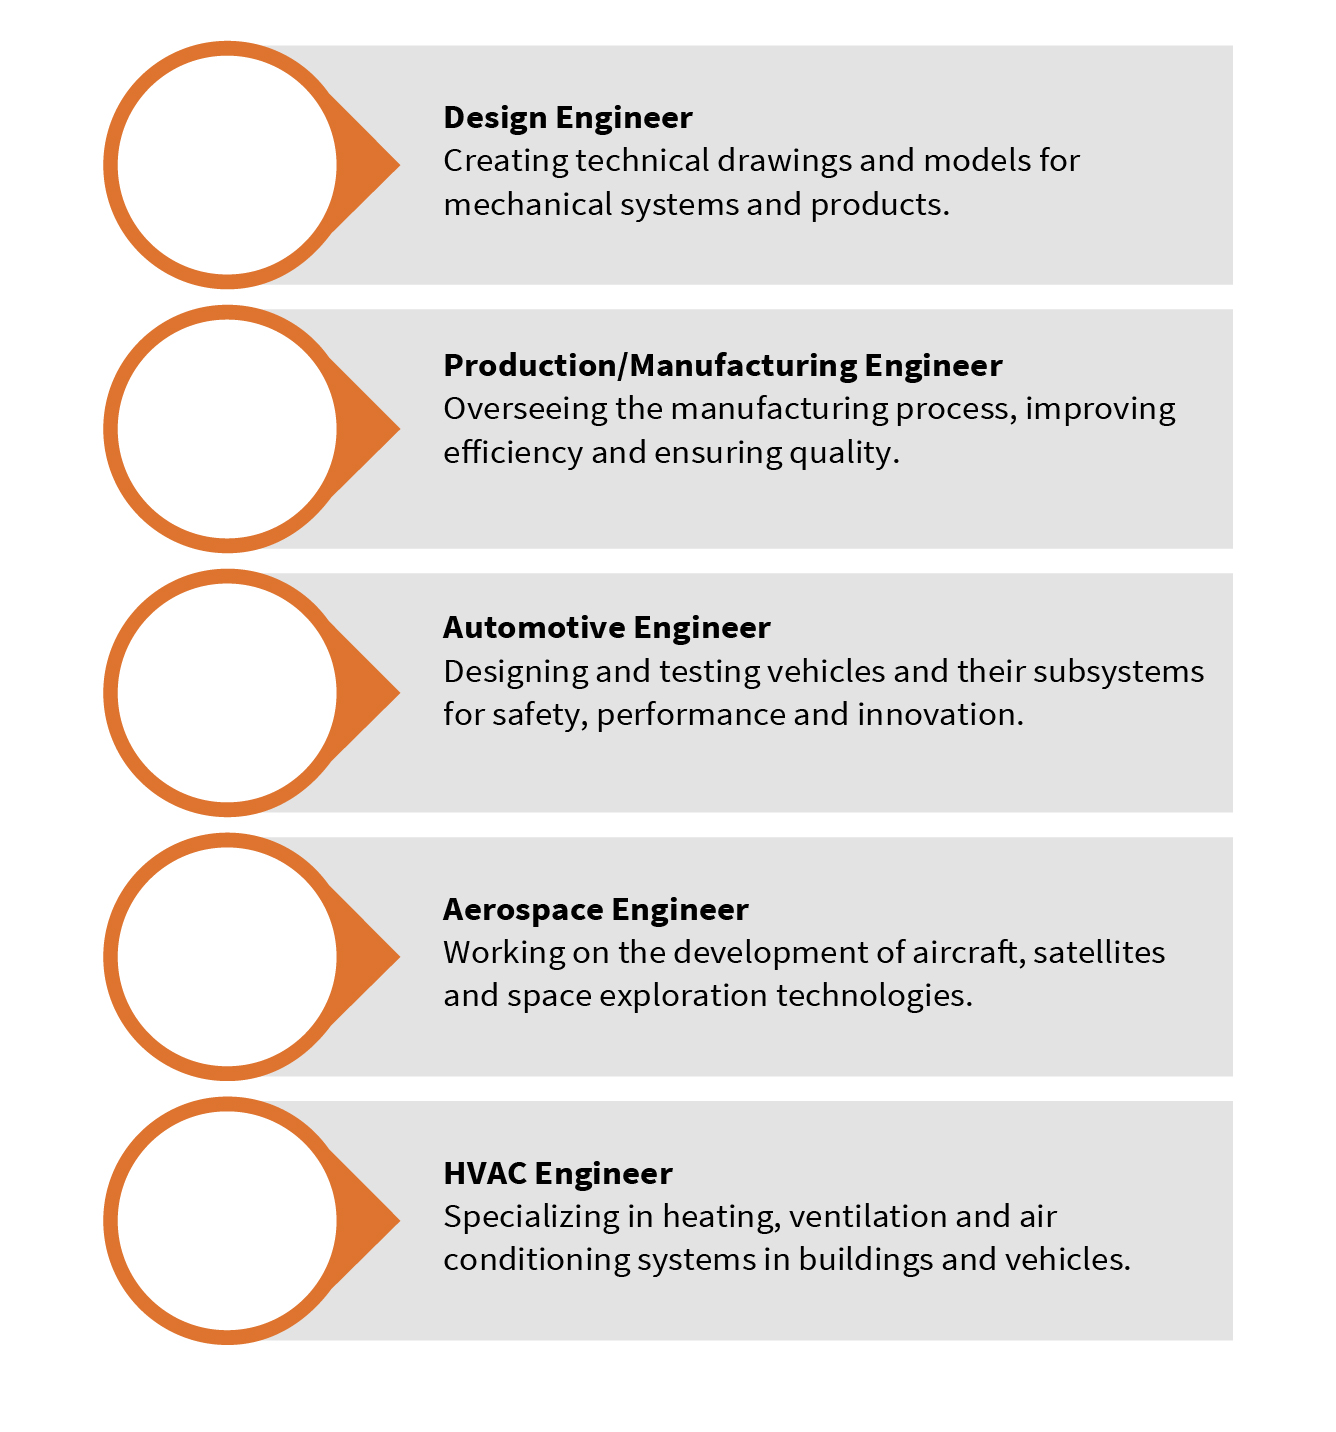 Design Engineer
Creating technical drawings and models for
mechanical systems and products.
Production/Manufacturing Engineer
Overseeing the manufacturing process, improving
efficiency and ensuring quality.
Automotive Engineer
Designing and testing vehicles and their subsystems
for safety, performance and innovation.
Aerospace Engineer
Working on the development of aircraft, satellites
and space exploration technologies.
HVAC Engineer
Specializing in heating, ventilation and air
conditioning systems in buildings and vehicles.